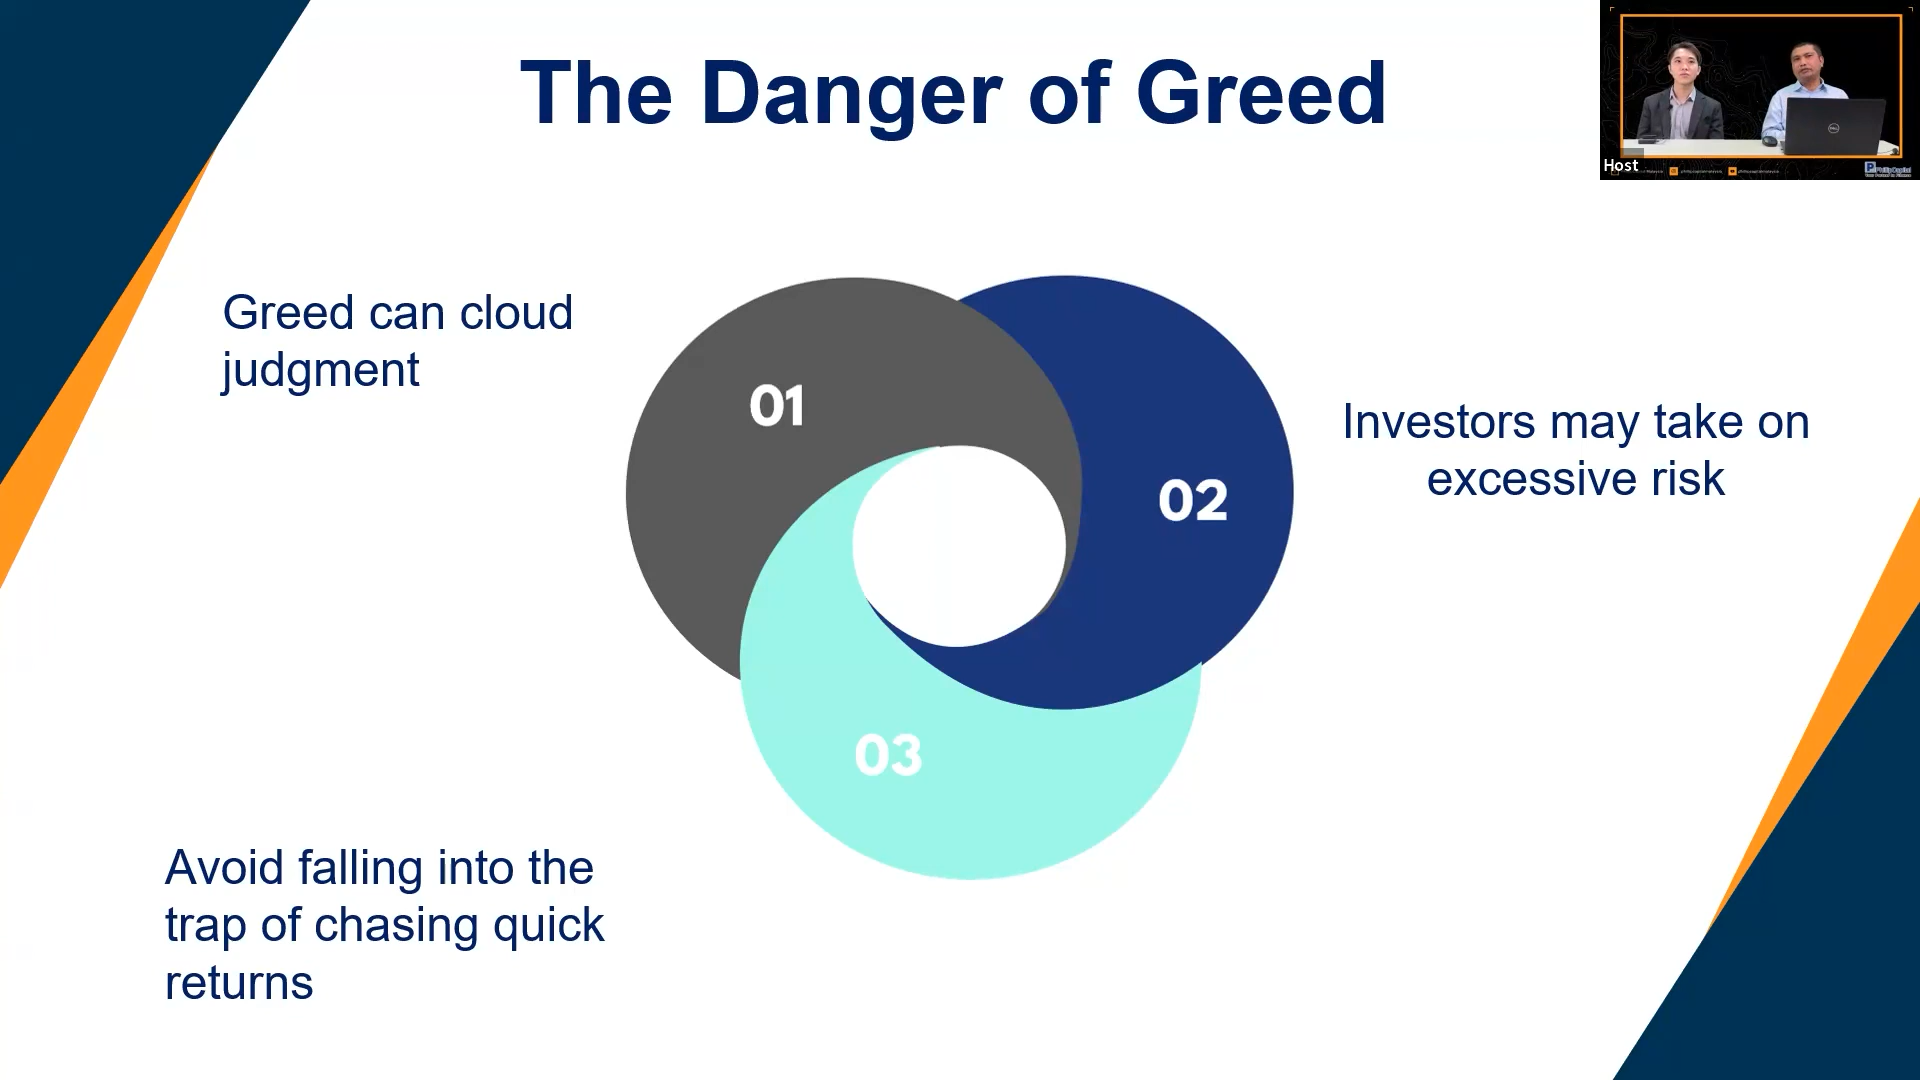 The Danger of Greed
Host
PhillipCapital
Greed can cloud
judgment
01
Investors may take on
excessive risk
02
03
Avoid falling into the
trap of chasing quick
returns